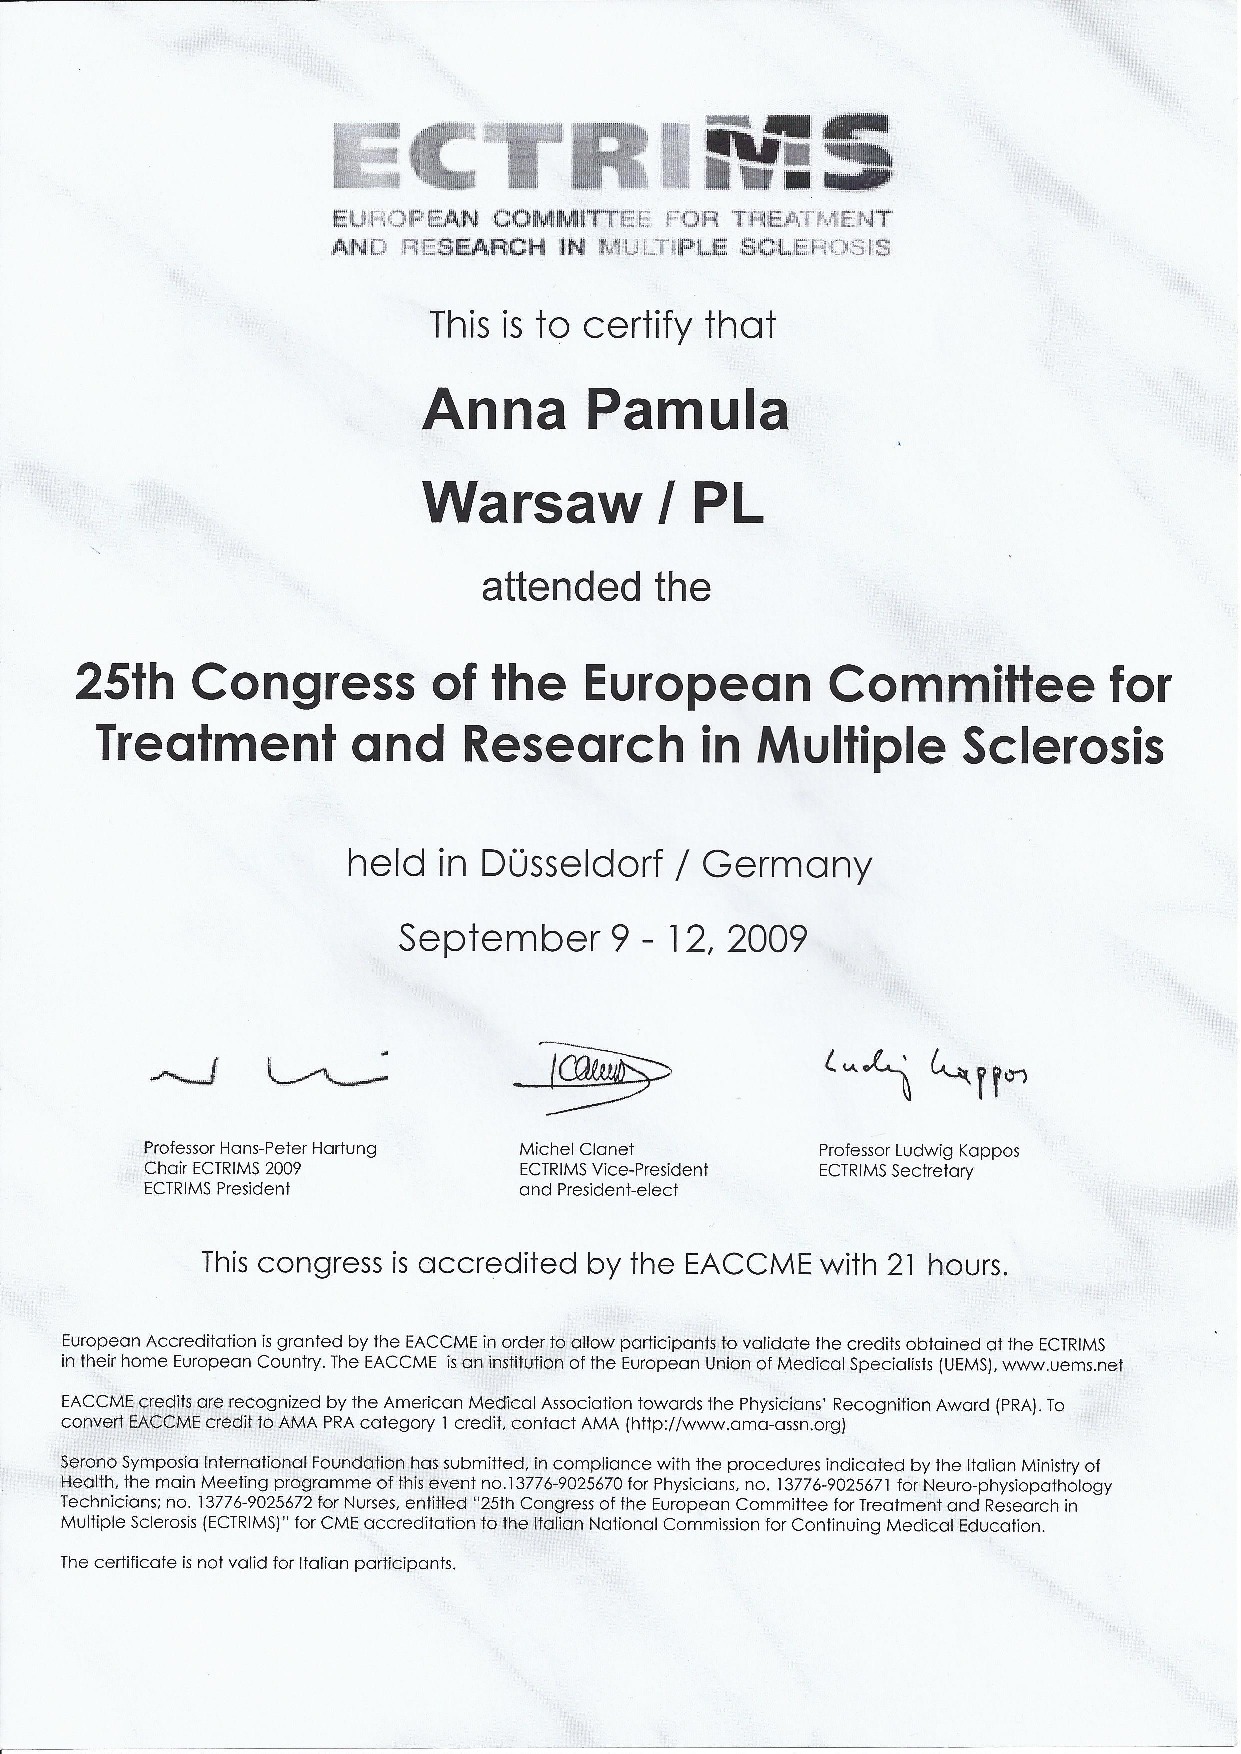 ECTRIMS
EUROPEAN COMMITTEE FOR TREATMENT
AND RESEARCH IN MULTIPLE SCLEROSIS
This is to certify that
Anna Pamula
Warsaw / PL
attended the
25th Congress of the European Committee for
Treatment and Research in Multiple Sclerosis
held in Düsseldorf / Germany
September 9 - 12, 2009
Ludwig Kappos
Professor Hans-Peter Hartung
Chair ECTRIMS 2009
ECTRIMS President
Michel Clanet
ECTRIMS Vice-President
and President-elect
Professor Ludwig Kappos
ECTRIMS Secretary
This congress is accredited by the EACCME with 21 hours.
European Accreditation is granted by the EACCME in order to allow participants to validate the credits obtained at the ECTRIMS
in their home European Country. The EACCME is an institution of the European Union of Medical Specialists (UEMS), www.uems.net
EACCME credits are recognized by the American Medical Association towards the Physicians' Recognition Award (PRA). To
convert EACCME credit to AMA PRA category 1 credit, contact AMA (http://www.ama-assn.org)
Serono Symposia International Foundation has submitted, in compliance with the procedures indicated by the Italian Ministry of
Health, the main Meeting programme of this event no.13776-9025670 for Physicians, no. 13776-9025671 for Neuro-physiopathology
Technicians; no. 13776-9025672 for Nurses, entitled "25th Congress of the European Committee for Treatment and Research in
Multiple Sclerosis (ECTRIMS)" for CME accreditation to the Italian National Commission for Continuing Medical Education.
The certificate is not valid for Italian participants.